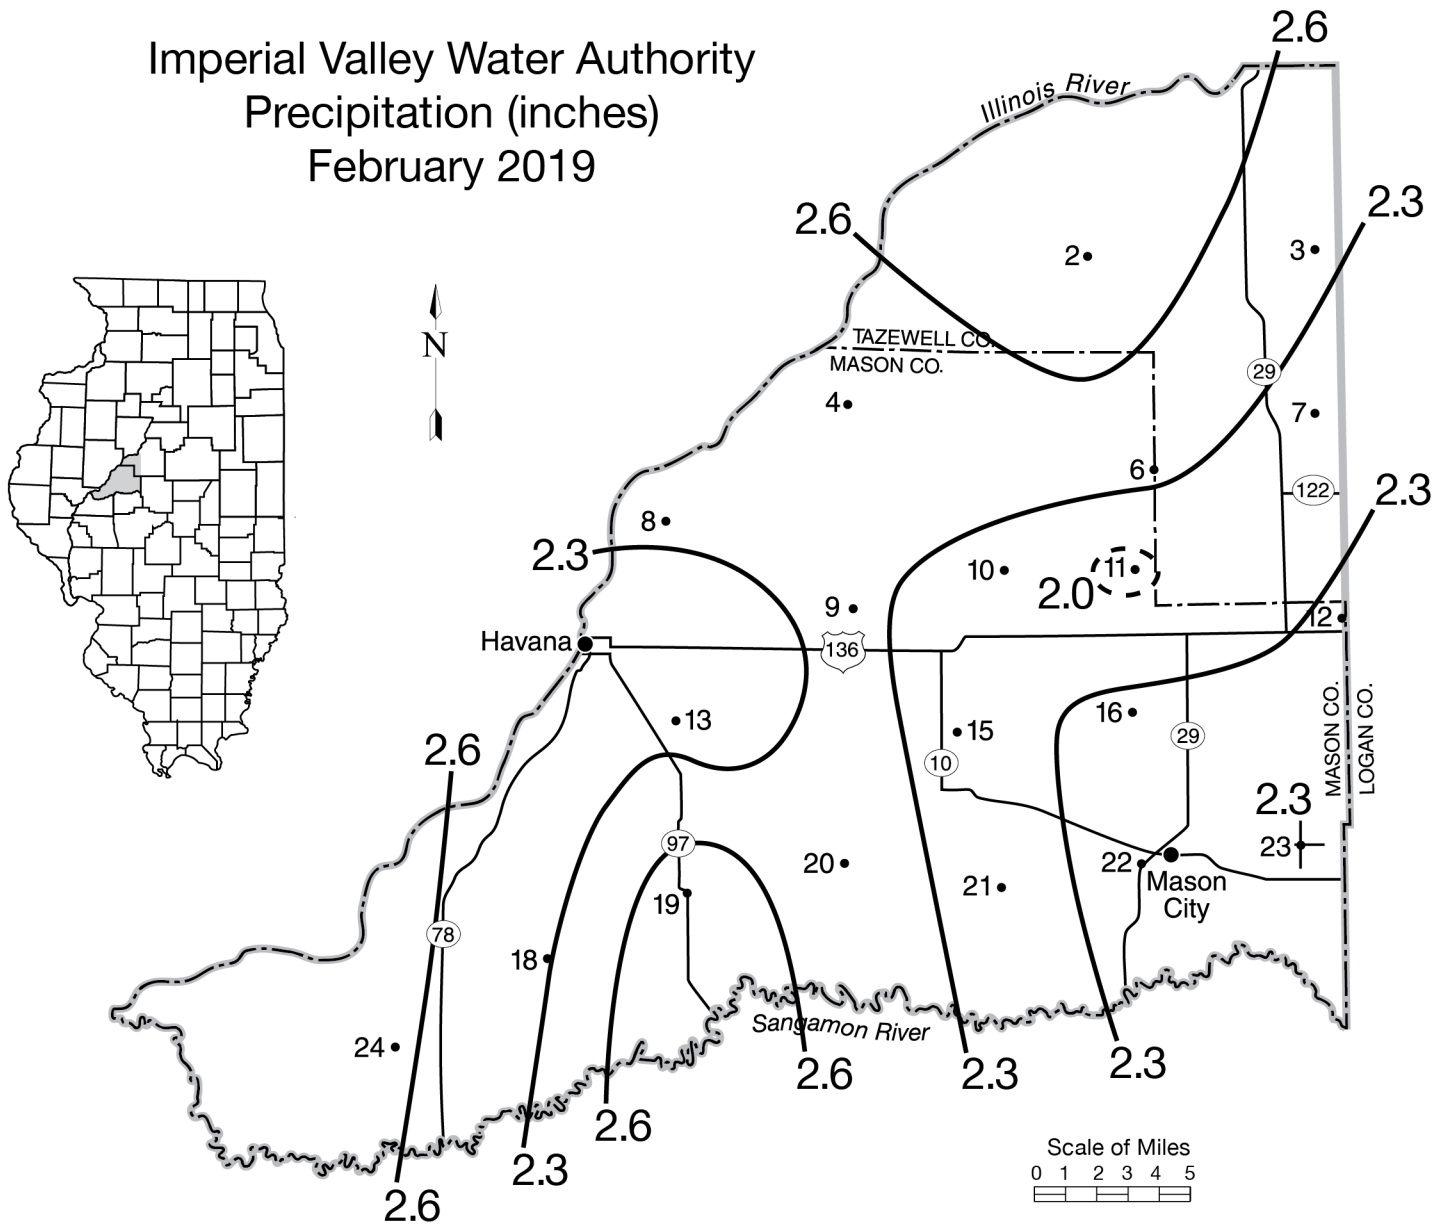 Imperial Valley Water Authority
Precipitation (inches)
February 2019
2.6
Illinois River
2.3
2.6
2
3
N
TAZEWELL CO.
MASON CO.
29
4
7
6
122
2.3
8
2.3
10
11
2.0
9
12
Havana
136
13
15
16
29
10
MASON CO.
LOGAN CO.
2.6
2.3
97
23
20
22
21
Mason
City
19
78
18
Sangamon River
24
2.6
2.3
2.3
2.6
2.3
2.6
Scale of Miles
0 1 2 3 4 5